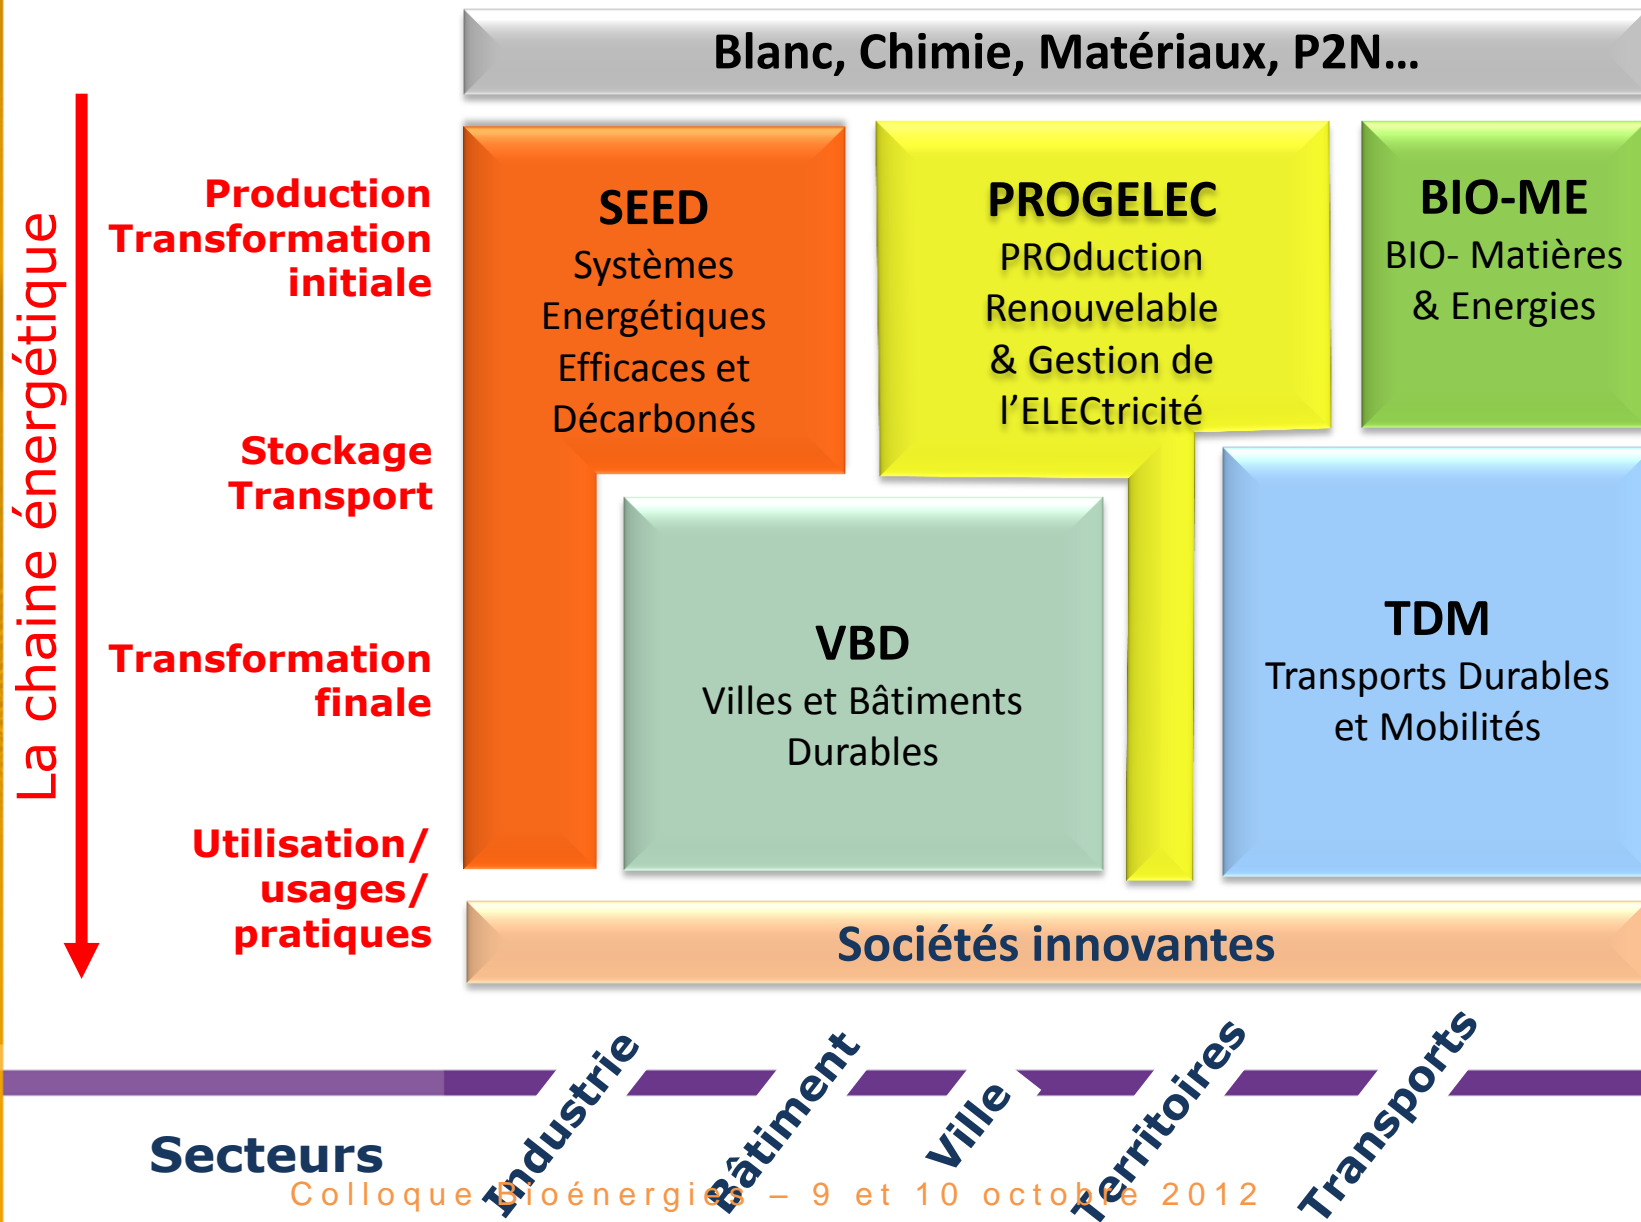 Blanc, Chimie, Matériaux, P2N...
La chaine énergétique
Production
Transformation
initiale
Stockage
Transport
Transformation
finale
Utilisation/
usages/
pratiques
SEED
Systèmes
Energétiques
Efficaces et
Décarbonés
PROGELEC
PROduction
Renouvelable
& Gestion de
l’ELECtricité
BIO-ME
BIO- Matières
& Energies
VBD
Villes et Bâtiments
Durables
TDM
Transports Durables
et Mobilités
Sociétés innovantes
Secteurs
Industrie
Bâtiment
Ville
Territoires
Transports
Colloque Bioénergies – 9 et 10 octobre 2012